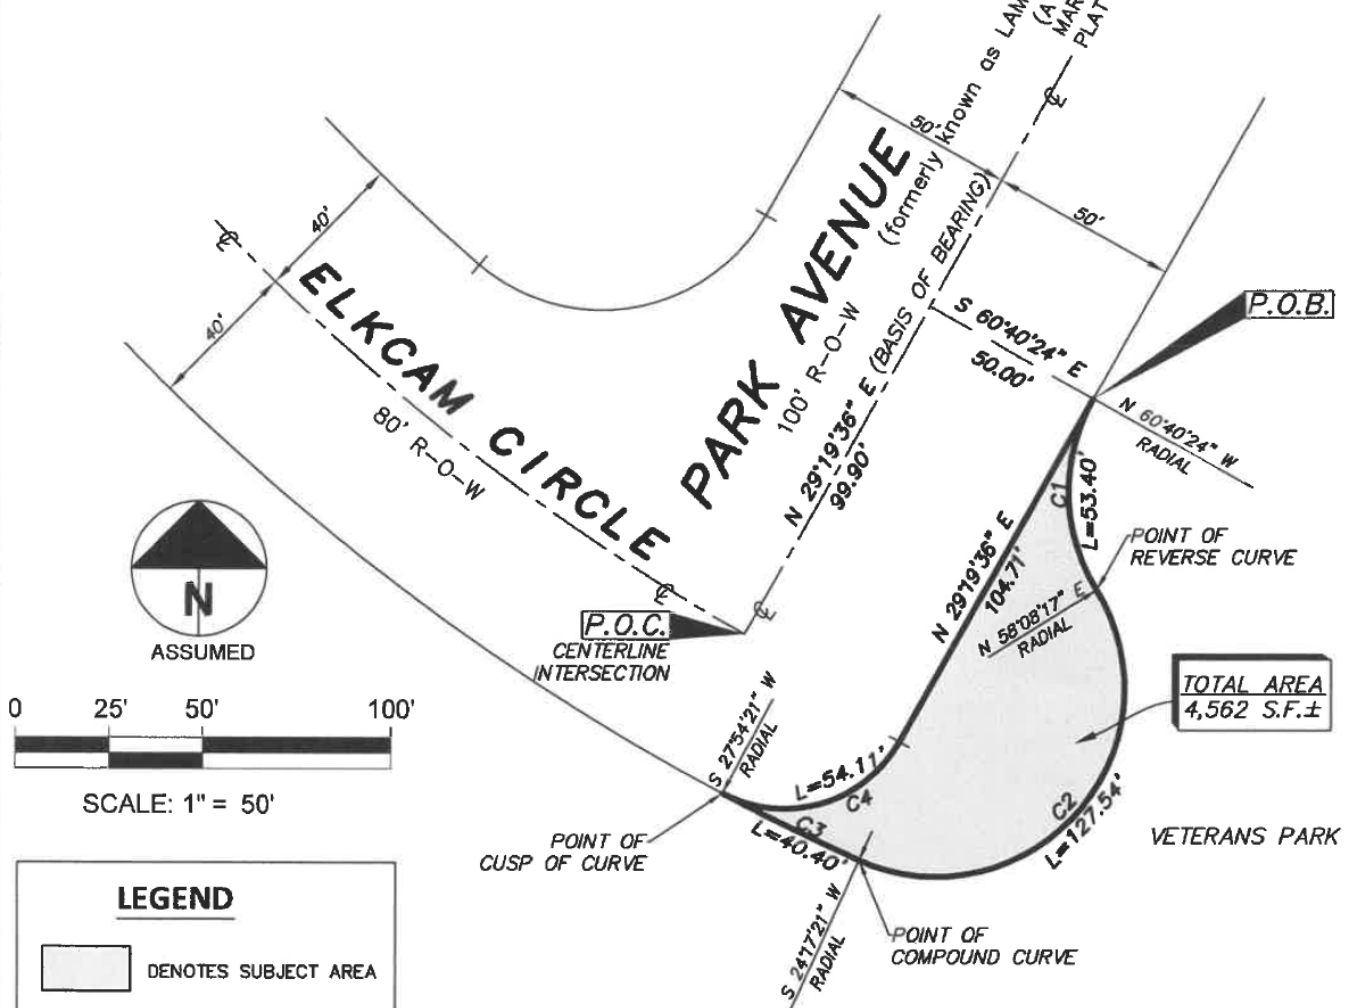 (formerly known as LAM
(A
MAR
PLAT
50'
50'
40'
40'
ELKCAM CIRCLE
80' R-O-W
PARK AVENUE
100' R-O-W
N 29°19'36" E (BASIS OF BEARING)
99.90'
S 60°40'24" E
50.00'
P.O.B.
N 60°40'24" W
RADIAL
C1
L=53.40'
POINT OF
REVERSE CURVE
N 29°19'36" E
104.71'
N 58°08'17" E
RADIAL
P.O.C.
CENTERLINE
INTERSECTION
N
ASSUMED
0 25' 50' 100'
SCALE: 1" = 50'
TOTAL AREA
4,562 S.F.±
S 27°54'21" W
RADIAL
L=54.11'
C4
C3
L=40.40'
C2
L=127.54'
VETERANS PARK
POINT OF
CUSP OF CURVE
S 24°17'21" W
RADIAL
POINT OF
COMPOUND CURVE
LEGEND
DENOTES SUBJECT AREA